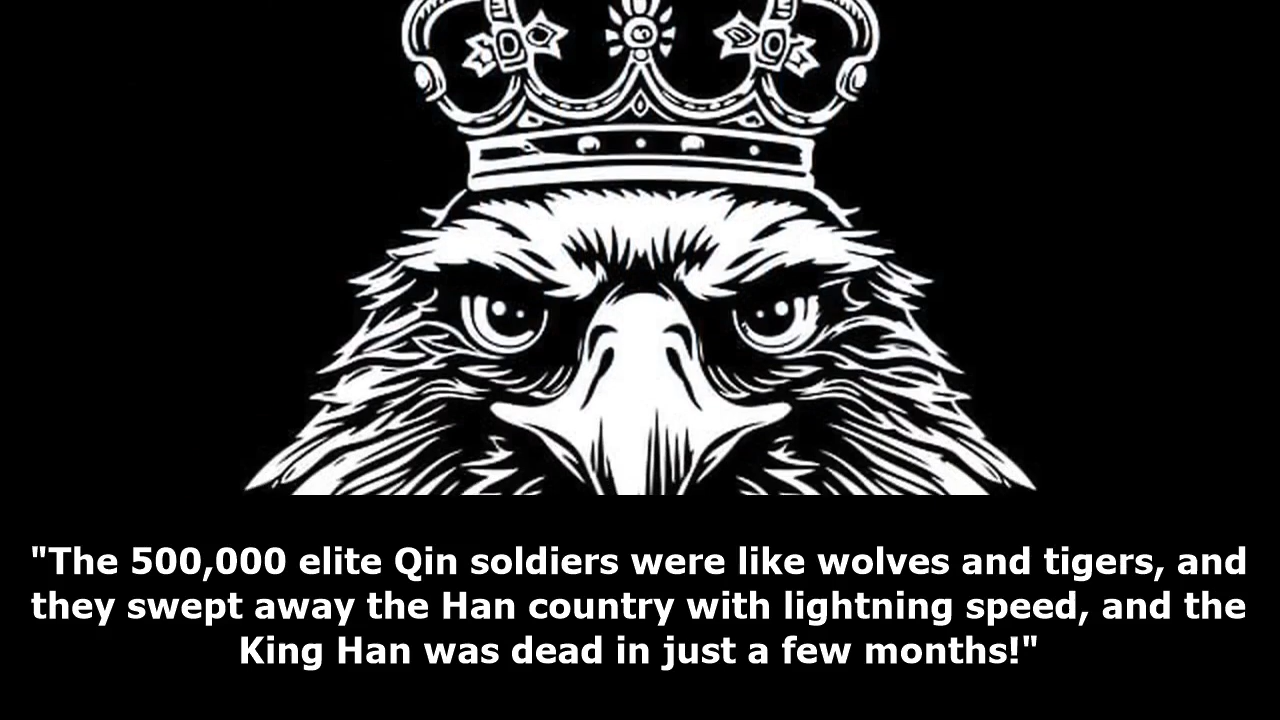 "The 500,000 elite Qin soldiers were like wolves and tigers, and
they swept away the Han country with lightning speed, and the
King Han was dead in just a few months!"